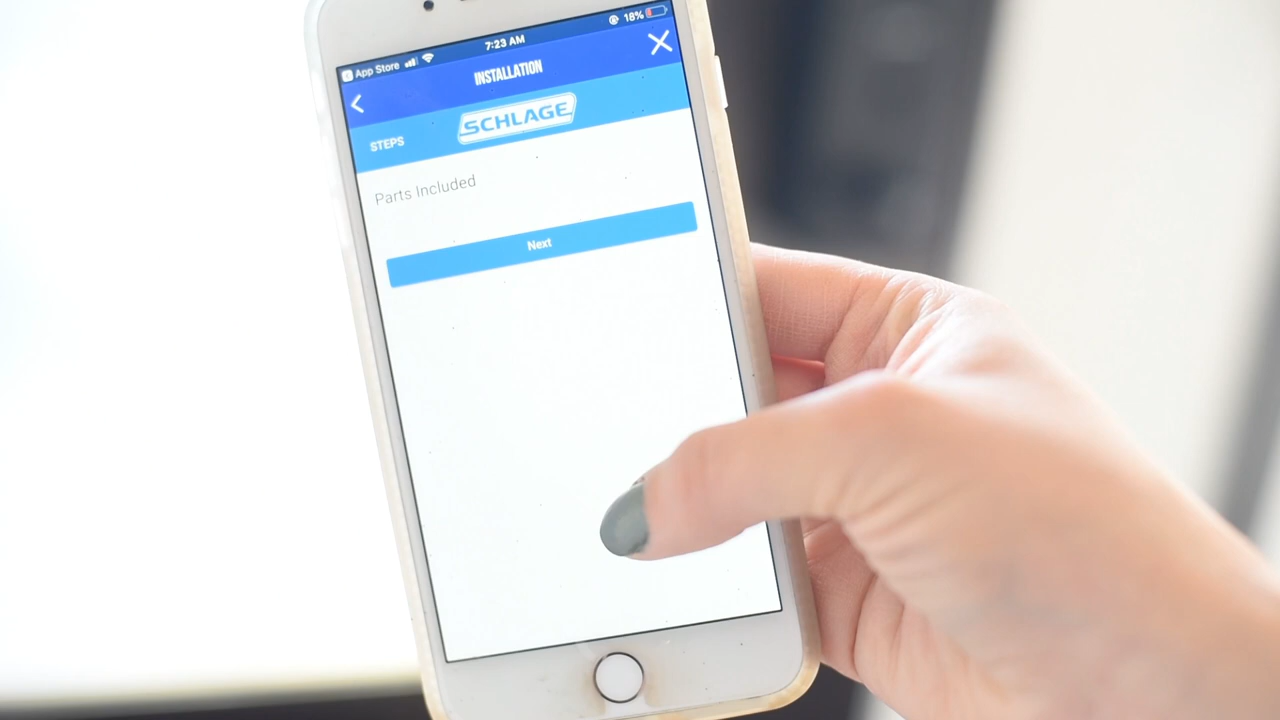 App Store 7:23 AM 18%
INSTALLATION
STEPS SCHLAGE
Parts Included
Next